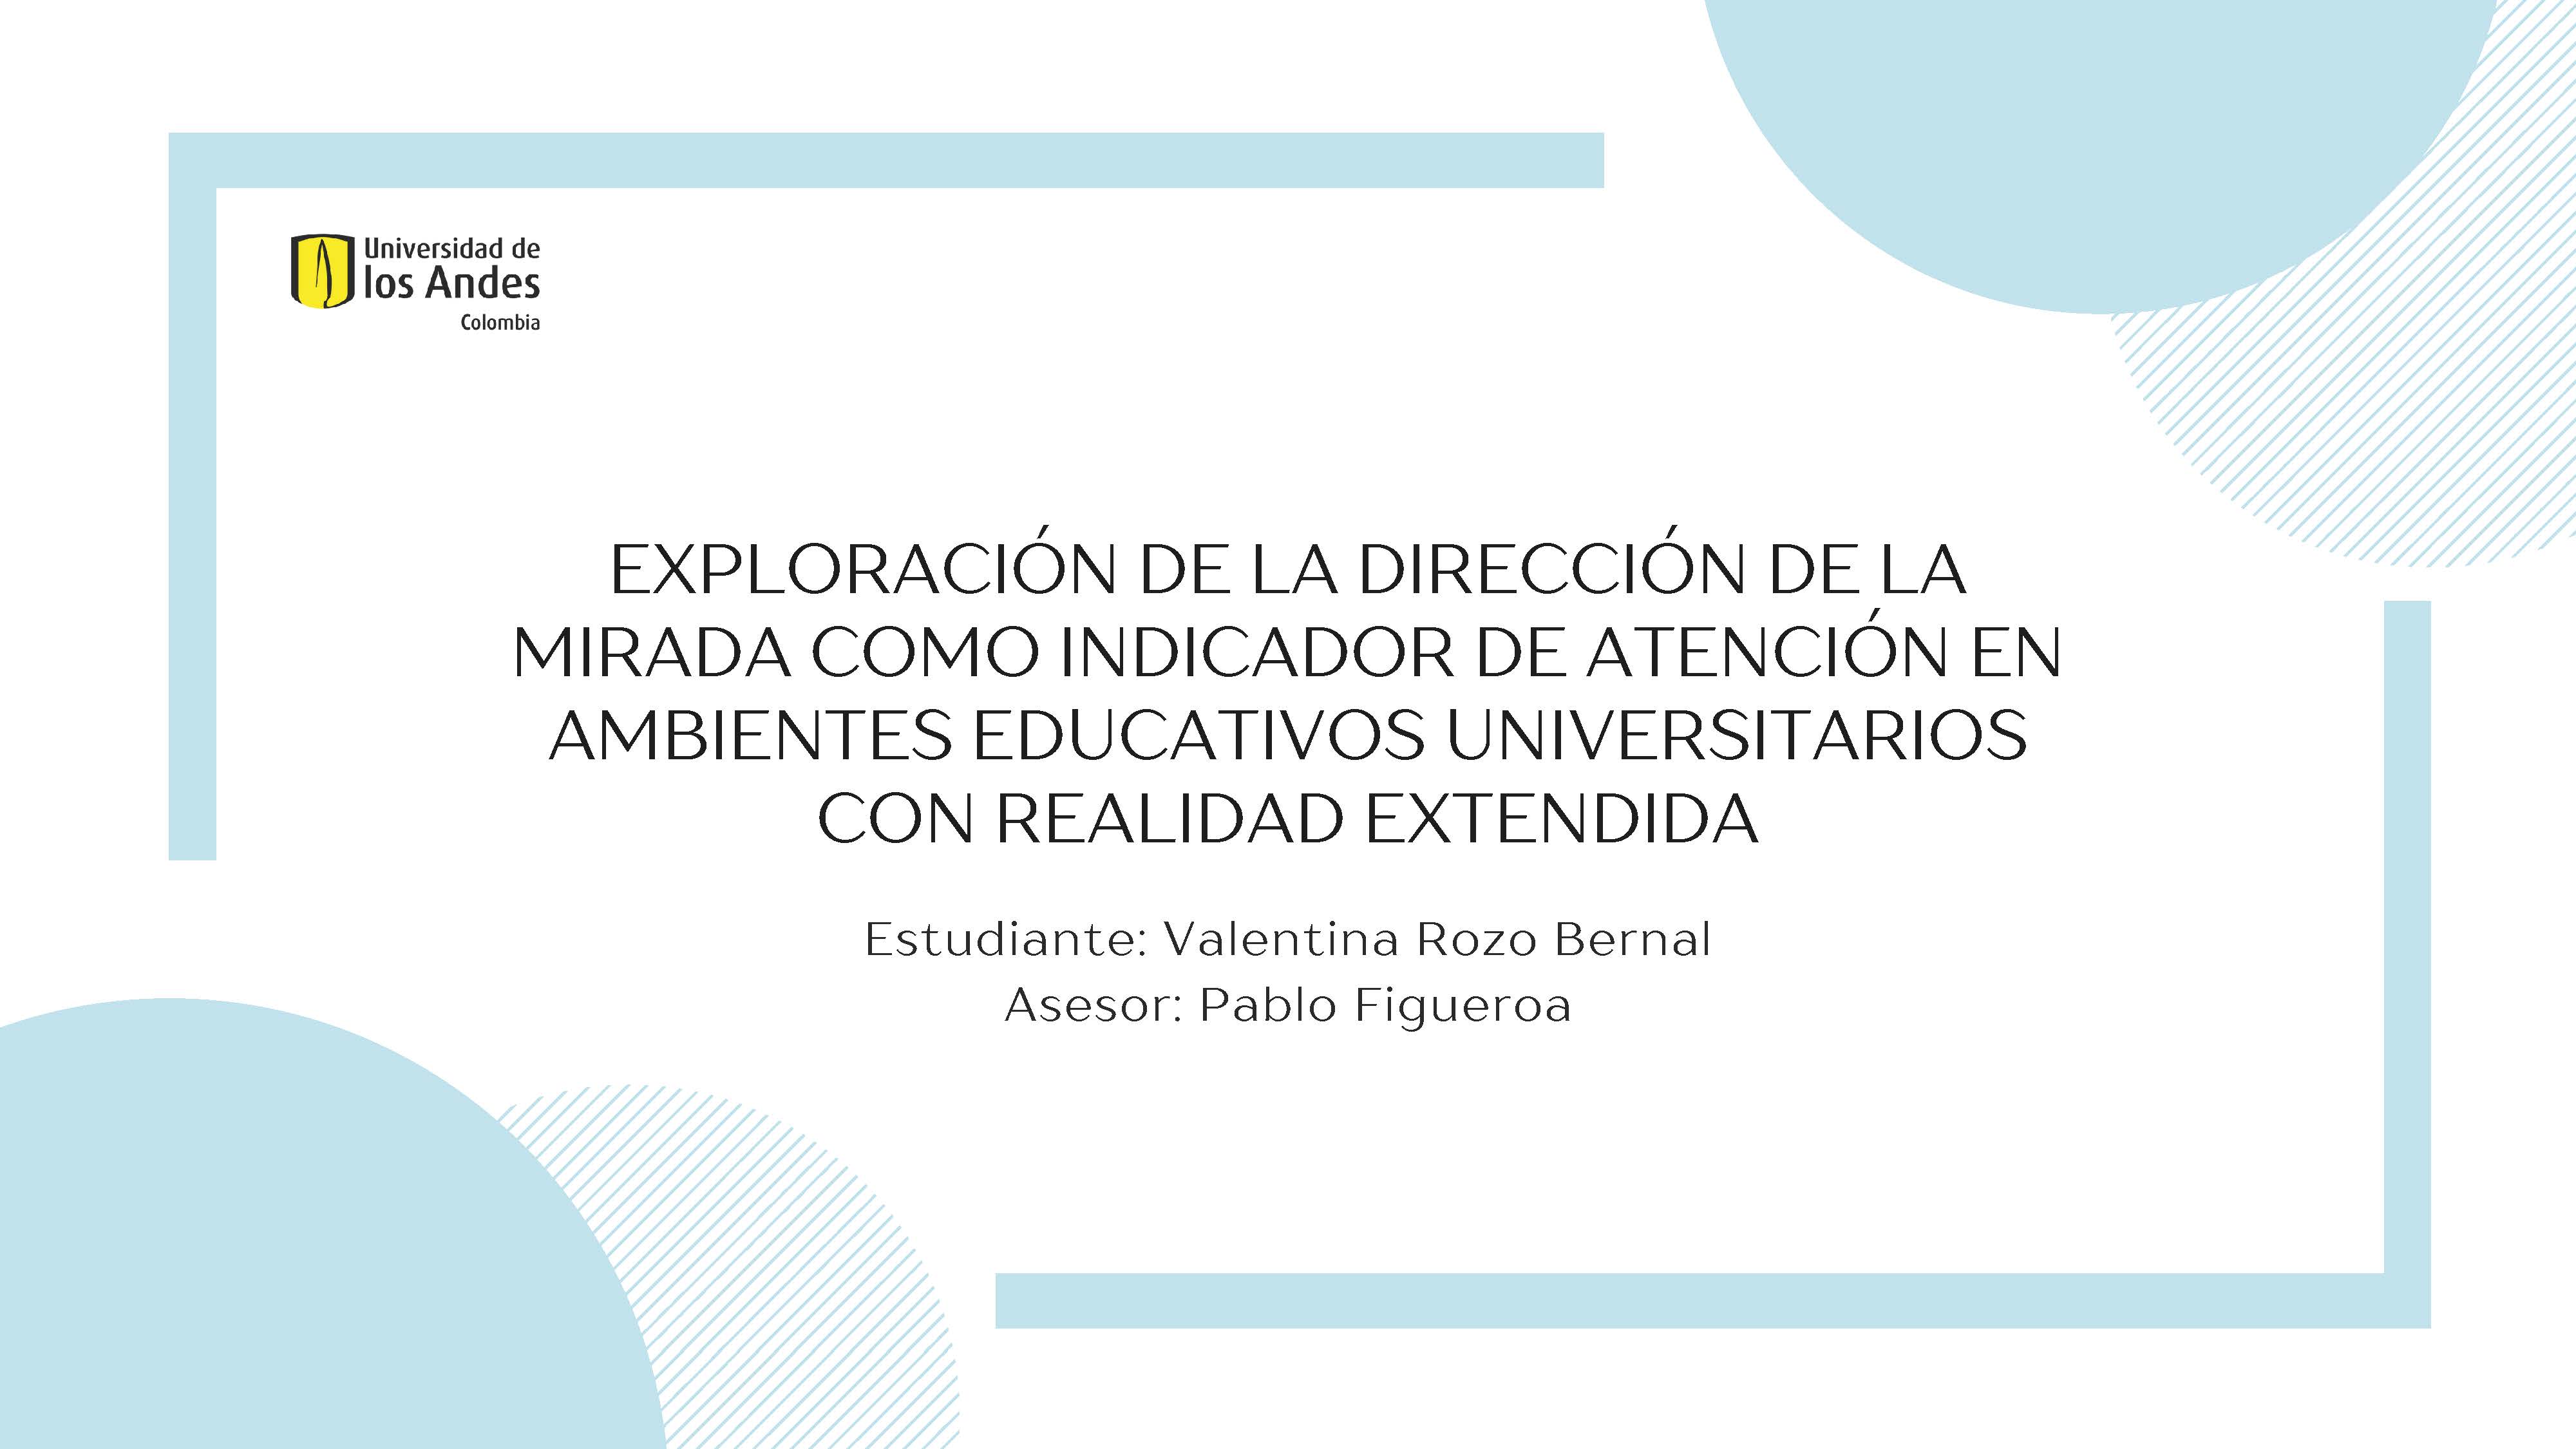 Universidad de
los Andes
Colombia
EXPLORACIÓN DE LA DIRECCIÓN DE LA
MIRADA COMO INDICADOR DE ATENCIÓN EN
AMBIENTES EDUCATIVOS UNIVERSITARIOS
CON REALIDAD EXTENDIDA
Estudiante: Valentina Rozo Bernal
Asesor: Pablo Figueroa